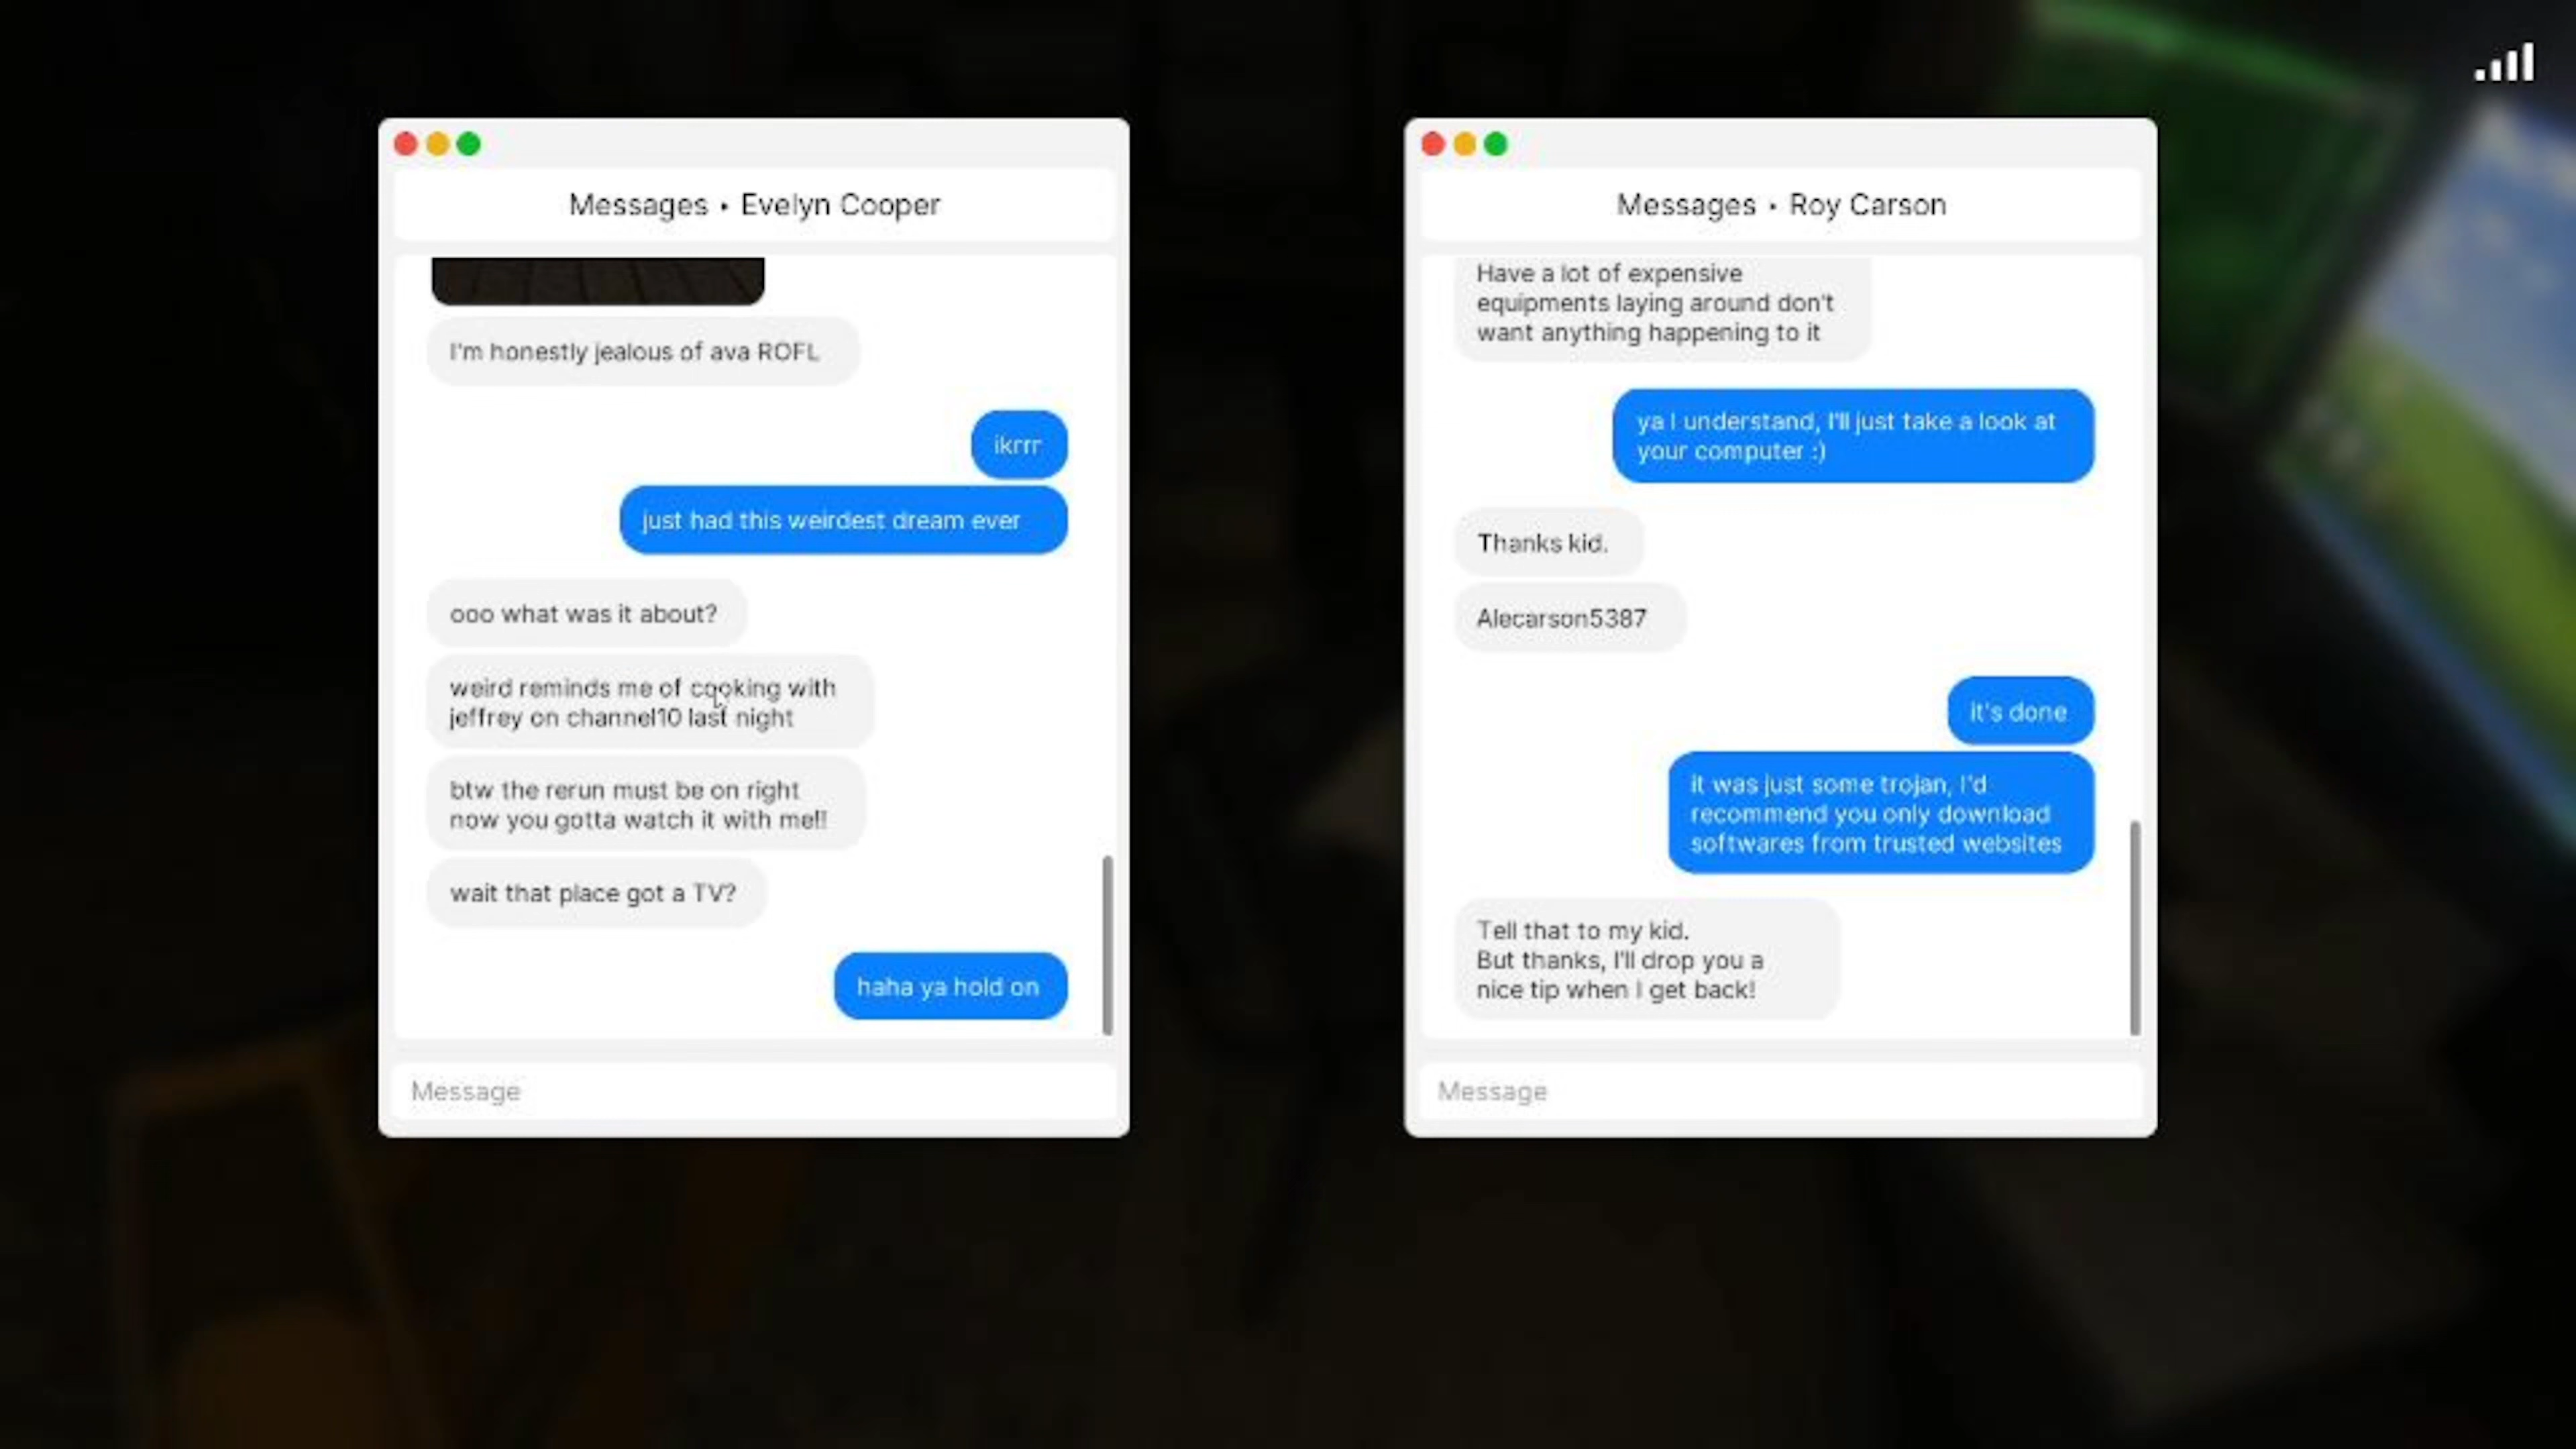 Messages • Evelyn Cooper
I'm honestly jealous of ava ROFL
ikrrr
just had this weirdest dream ever
ooo what was it about?
weird reminds me of cooking with
jeffrey on channel10 last night
btw the rerun must be on right
now you gotta watch it with me!!
wait that place got a TV?
haha ya hold on
Message
Messages • Roy Carson
Have a lot of expensive
equipments laying around don't
want anything happening to it
ya I understand, I'll just take a look at
your computer :)
Thanks kid.
Alecarson5387
it's done
it was just some trojan, I'd
recommend you only download
softwares from trusted websites
Tell that to my kid.
But thanks, I'll drop you a
nice tip when I get back!
Message